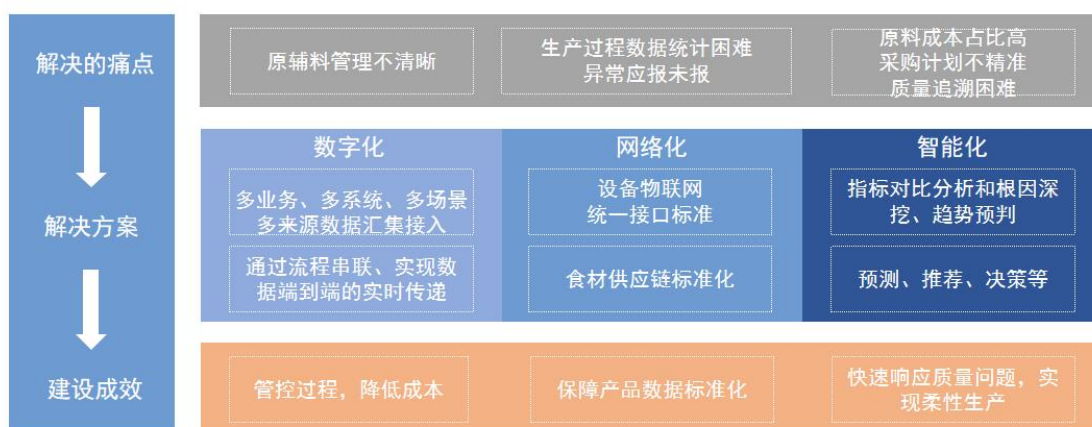 解决的痛点
原辅料管理不清晰
生产过程数据统计困难
异常应报未报
原料成本占比高
采购计划不精准
质量追溯困难
解决方案
数字化
多业务、多系统、多场景
多来源数据汇集接入
通过流程串联、实现数
据端到端的实时传递
网络化
设备物联网
统一接口标准
食材供应链标准化
智能化
指标对比分析和根因深
挖、趋势预判
预测、推荐、决策等
建设成效
管控过程，降低成本
保障产品数据标准化
快速响应质量问题，实
现柔性生产